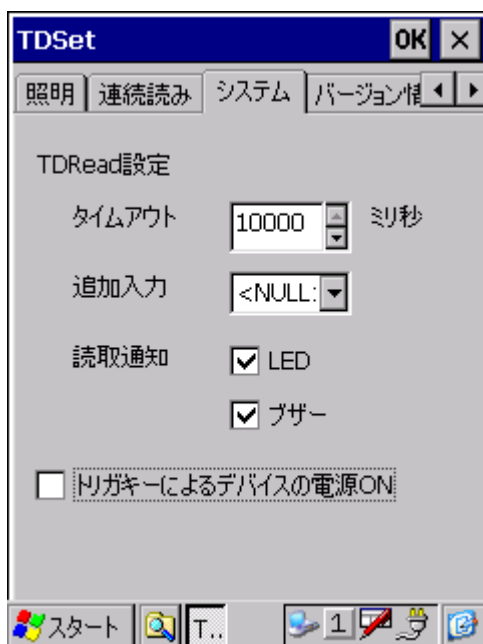 TDSet OK ×
照明 連続読み システム バージョン情
TDRead設定
タイムアウト 10000 ミリ秒
追加入力 <NULL:
読取通知 LED
ブザー
トリガキーによるデバイスの電源ON
スタート T.. 1